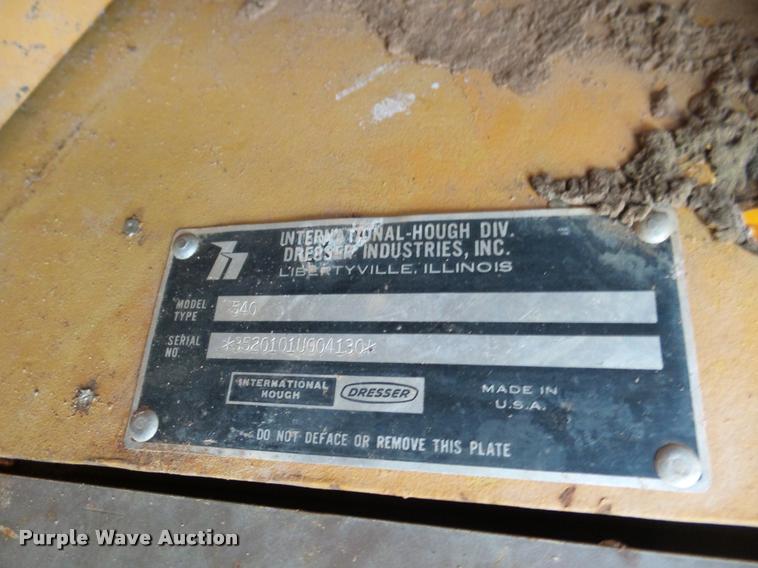 INTERNATIONAL-HOUGH DIV.
DRESSER INDUSTRIES, INC.
LIBERTYVILLE, ILLINOIS
MODEL TYPE 540
SERIAL NO. *3520101U004130*
INTERNATIONAL HOUGH
DRESSER
MADE IN U.S.A.
DO NOT DEFACE OR REMOVE THIS PLATE
Purple Wave Auction